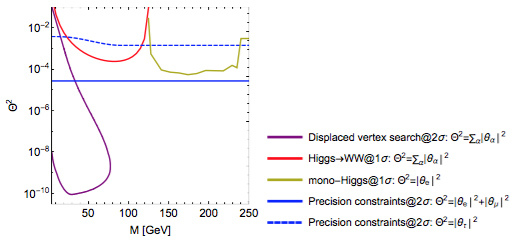 10⁻²
10⁻⁴
10⁻⁶
10⁻⁸
10⁻¹⁰
Θ²
50 100 150 200 250
M [GeV]
Displaced vertex search@2σ: Θ²=∑α|θα|²
Higgs→WW@1σ: Θ²=∑α|θα|²
mono-Higgs@1σ: Θ²=|θe|²
Precision constraints@2σ: Θ²=|θe|²+|θμ|²
Precision constraints@2σ: Θ²=|θτ|²